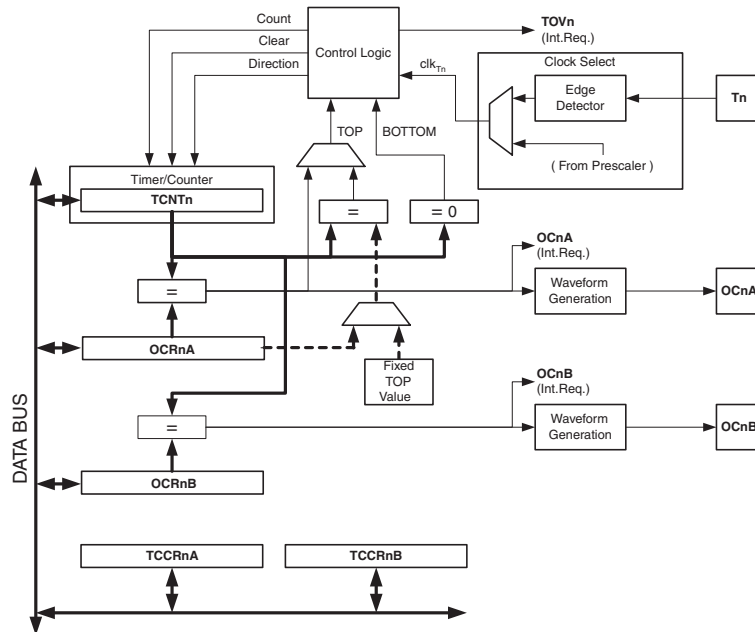 Count
Clear
Direction
Control Logic
TOVn
(Int.Req.)
clkTn
Clock Select
Edge
Detector
Tn
( From Prescaler )
TOP
BOTTOM
Timer/Counter
TCNTn
=
= 0
OCnA
(Int.Req.)
=
Waveform
Generation
OCnA
OCRnA
Fixed
TOP
Value
OCnB
(Int.Req.)
=
Waveform
Generation
OCnB
OCRnB
DATA BUS
TCCRnA
TCCRnB